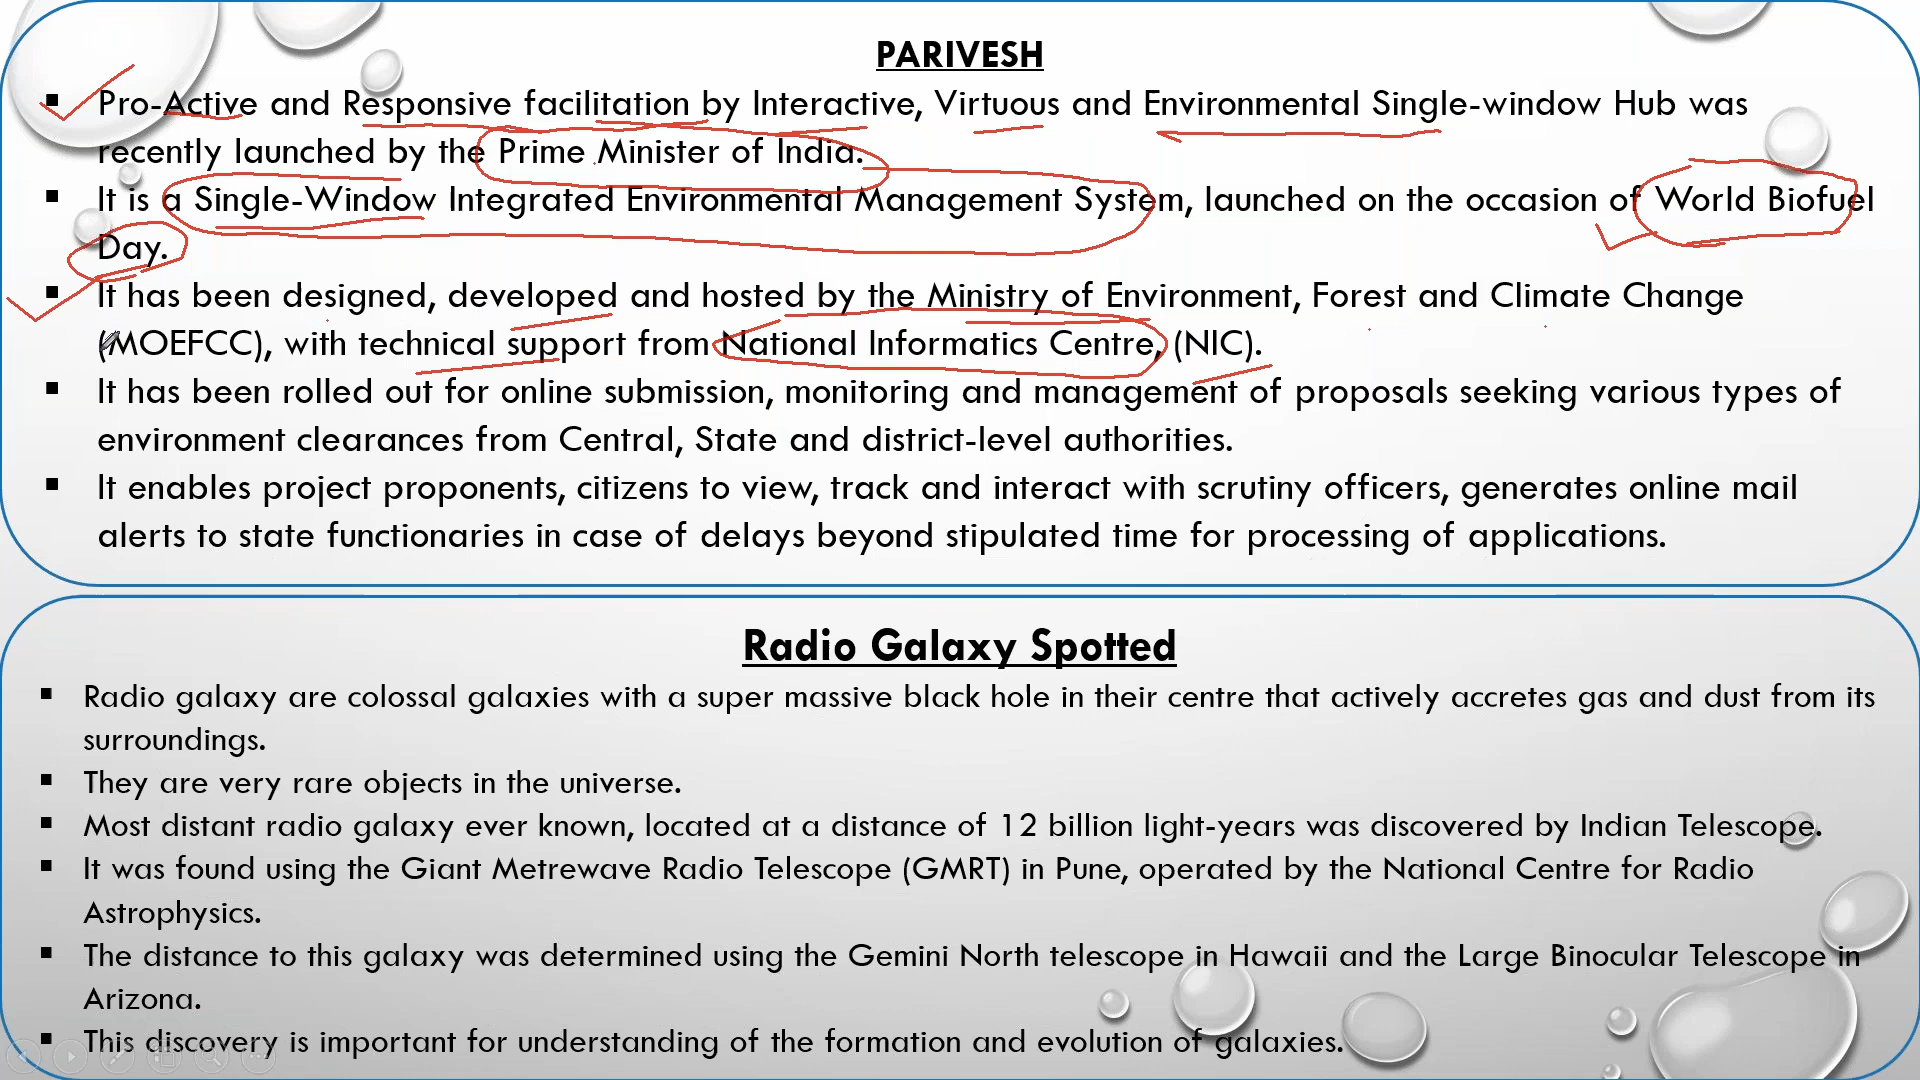 PARIVESH
▪ Pro-Active and Responsive facilitation by Interactive, Virtuous and Environmental Single-window Hub was
recently launched by the Prime Minister of India.
▪ It is a Single-Window Integrated Environmental Management System, launched on the occasion of World Biofuel
Day.
▪ It has been designed, developed and hosted by the Ministry of Environment, Forest and Climate Change
(MOEFCC), with technical support from National Informatics Centre, (NIC).
▪ It has been rolled out for online submission, monitoring and management of proposals seeking various types of
environment clearances from Central, State and district-level authorities.
▪ It enables project proponents, citizens to view, track and interact with scrutiny officers, generates online mail
alerts to state functionaries in case of delays beyond stipulated time for processing of applications.
Radio Galaxy Spotted
▪ Radio galaxy are colossal galaxies with a super massive black hole in their centre that actively accretes gas and dust from its
surroundings.
▪ They are very rare objects in the universe.
▪ Most distant radio galaxy ever known, located at a distance of 12 billion light-years was discovered by Indian Telescope.
▪ It was found using the Giant Metrewave Radio Telescope (GMRT) in Pune, operated by the National Centre for Radio
Astrophysics.
▪ The distance to this galaxy was determined using the Gemini North telescope in Hawaii and the Large Binocular Telescope in
Arizona.
▪ This discovery is important for understanding of the formation and evolution of galaxies.